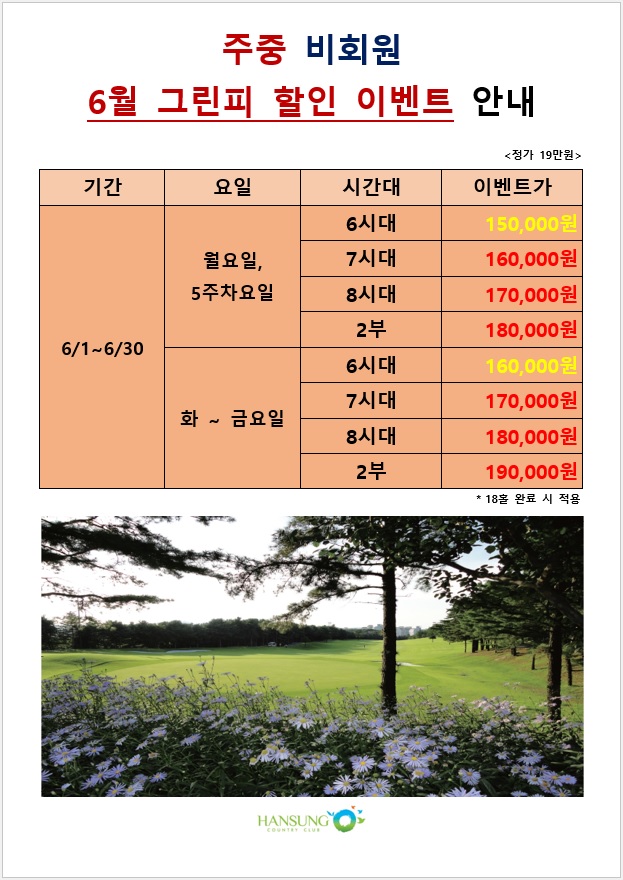 주중 비회원
6월 그린피 할인 이벤트 안내
<정가 19만원>
기간 요일 시간대 이벤트가
6/1~6/30
월요일,
5주차요일
6시대 150,000원
7시대 160,000원
8시대 170,000원
2부 180,000원
화 ~ 금요일
6시대 160,000원
7시대 170,000원
8시대 180,000원
2부 190,000원
* 18홀 완료 시 적용
HANSUNG
COUNTRY CLUB